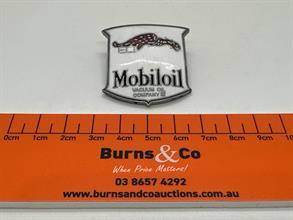 Mobiloil
VACUUM OIL
COMPANY
0cm 1cm 2cm 3cm 4cm 5cm 6cm 7cm 8cm 9cm 10cm
Burns&Co
When Price Matters!
03 8657 4292
www.burnsandcoauctions.com.au